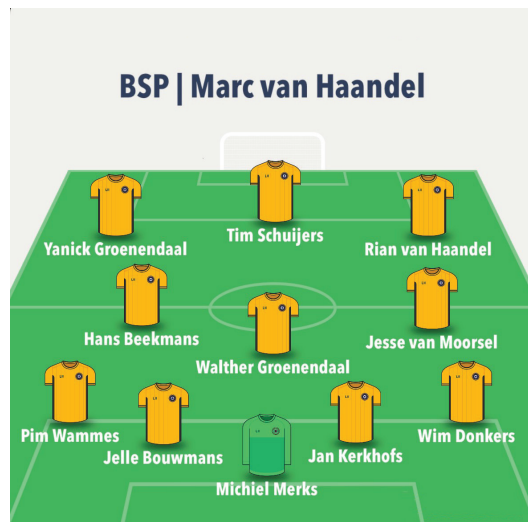 BSP | Marc van Haandel
Tim Schuijers
Yanick Groenendaal
Rian van Haandel
Hans Beekmans
Jesse van Moorsel
Walther Groenendaal
Pim Wammes
Wim Donkers
Jelle Bouwmans
Jan Kerkhofs
Michiel Merks